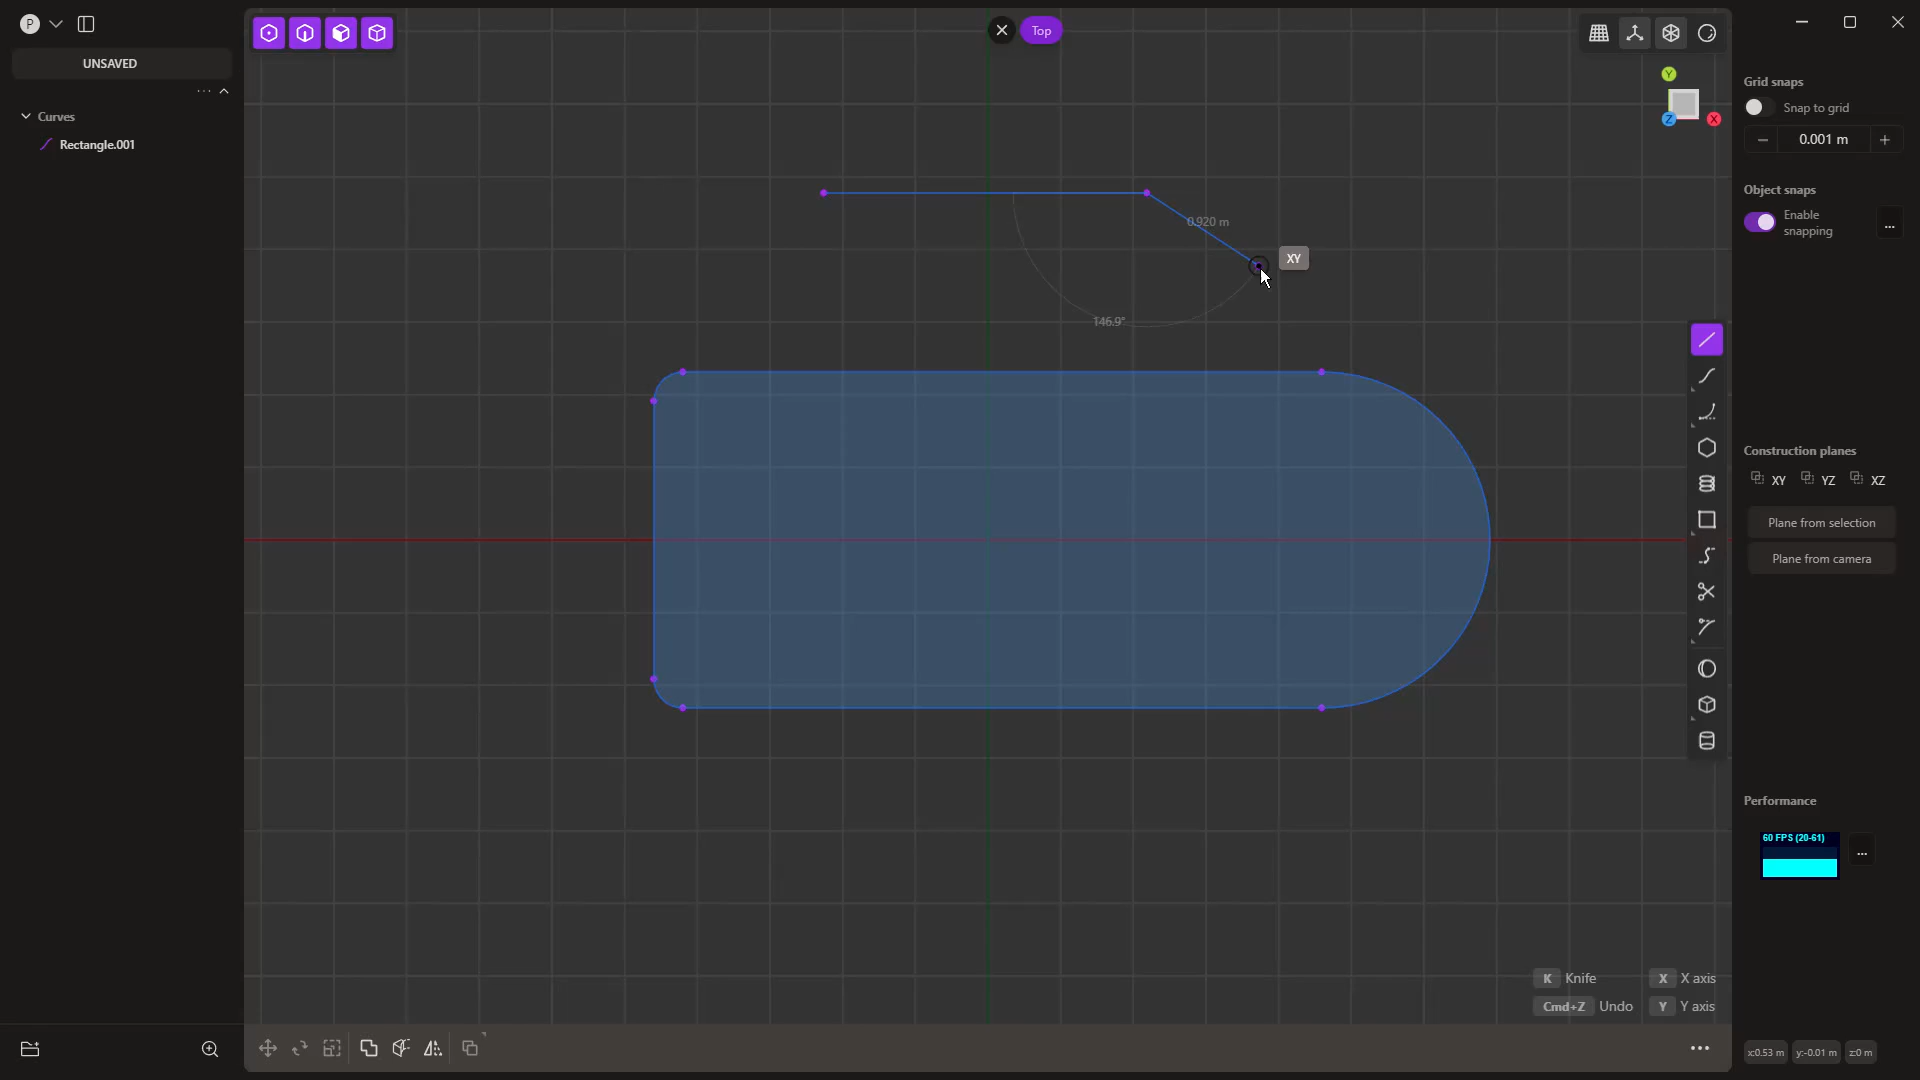 P
UNSAVED
Curves
Rectangle.001
Top
Y
Z
X
0.920 m
XY
146.9°
K Knife
X X axis
Cmd+Z Undo
Y Y axis
Grid snaps
Snap to grid
0.001 m
Object snaps
Enable
snapping
Construction planes
XY YZ XZ
Plane from selection
Plane from camera
Performance
60 FPS (20-61)
x:0.53 m y:-0.01 m z:0 m